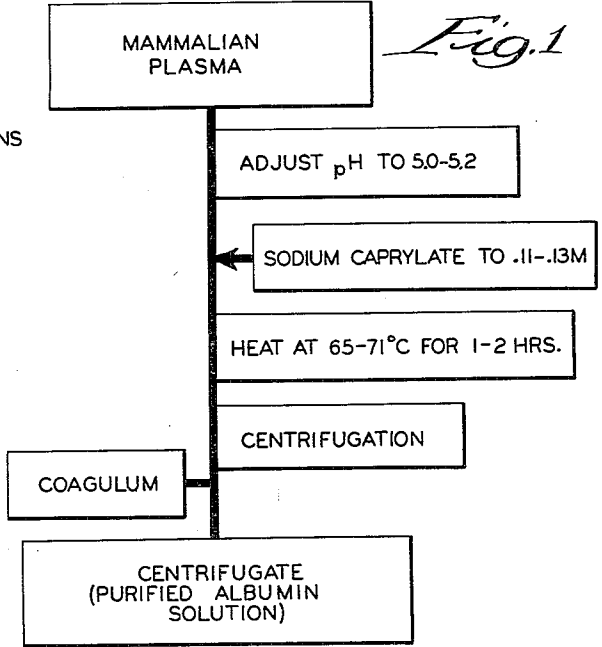 Fig.1
MAMMALIAN
PLASMA
NS
ADJUST pH TO 5.0-5.2
SODIUM CAPRYLATE TO .11-.13M
HEAT AT 65-71°C FOR 1-2 HRS.
CENTRIFUGATION
COAGULUM
CENTRIFUGATE
(PURIFIED ALBUMIN
SOLUTION)